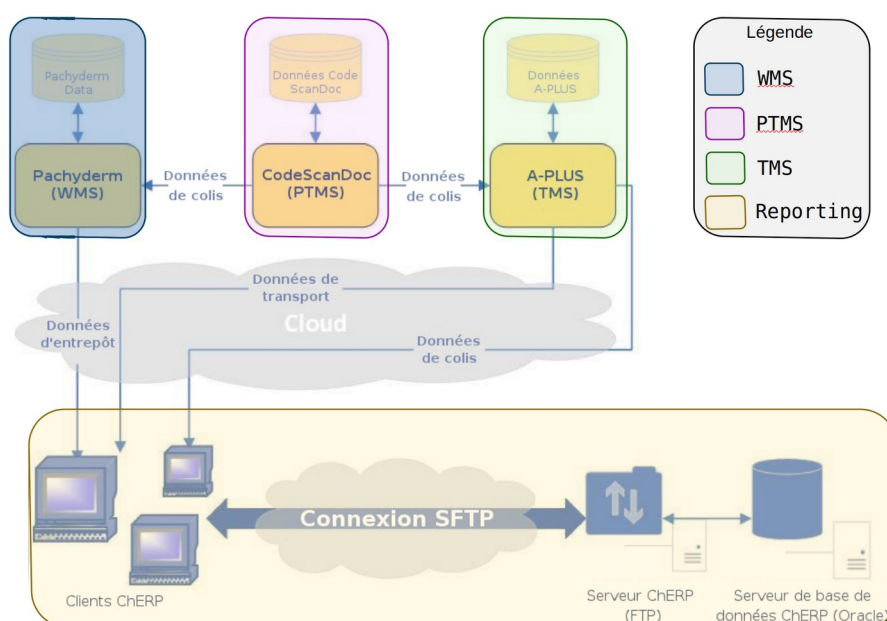 Pachyderm
Data
Données Code
ScanDoc
Données
A-PLUS
Légende
WMS
PTMS
TMS
Reporting
Pachyderm
(WMS)
Données
de colis
CodeScanDoc
(PTMS)
Données
de colis
A-PLUS
(TMS)
Données de
transport
Cloud
Données
d'entrepôt
Données
de colis
Connexion SFTP
Clients ChERP
Serveur ChERP
(FTP)
Serveur de base de
données ChERP (Oracle)